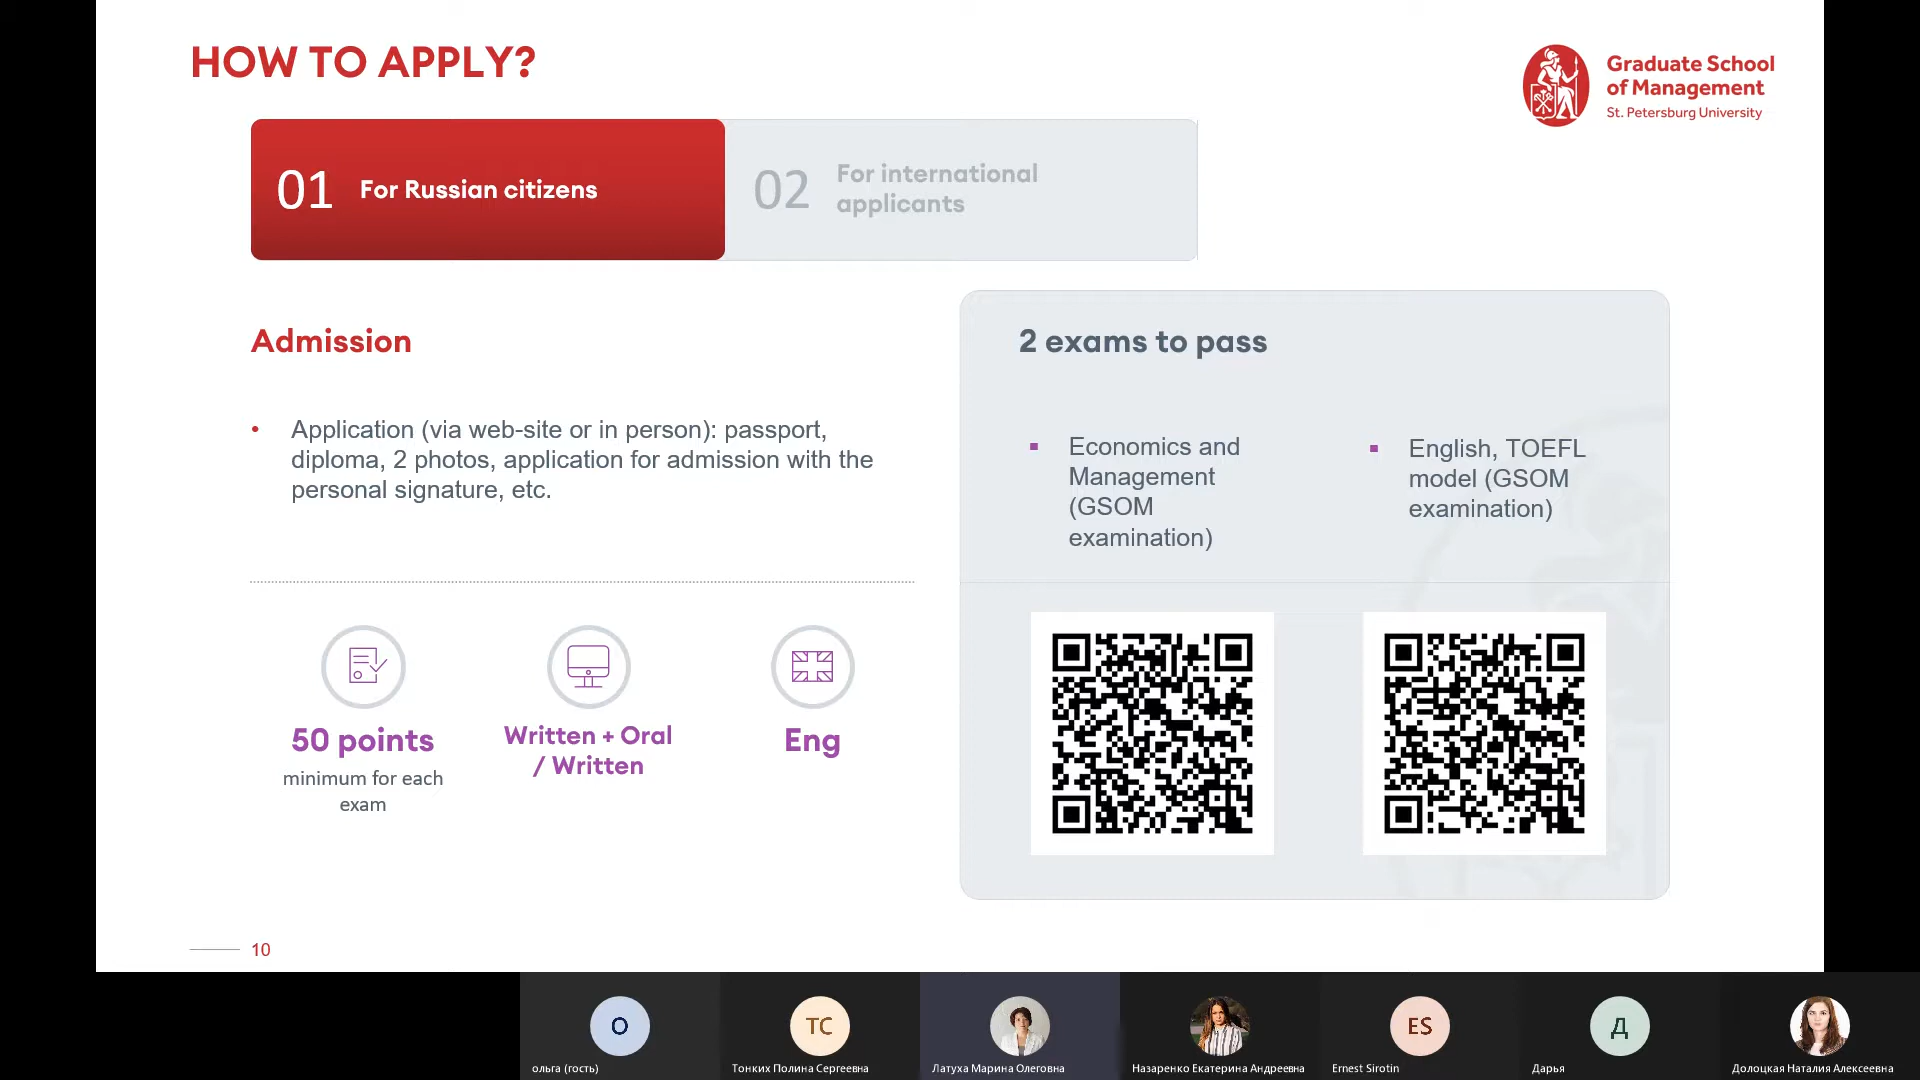 HOW TO APPLY?
Graduate School
of Management
St. Petersburg University
01 For Russian citizens
02 For international
applicants
Admission
• Application (via web-site or in person): passport,
diploma, 2 photos, application for admission with the
personal signature, etc.
50 points
minimum for each
exam
Written + Oral
/ Written
Eng
2 exams to pass
Economics and
Management
(GSOM
examination)
English, TOEFL
model (GSOM
examination)
10
О
ольга (гость)
ТС
Тонких Полина Сергеевна
Латуха Марина Олеговна
Назаренко Екатерина Андреевна
ES
Ernest Sirotin
Д
Дарья
Долоцкая Наталия Алексеевна